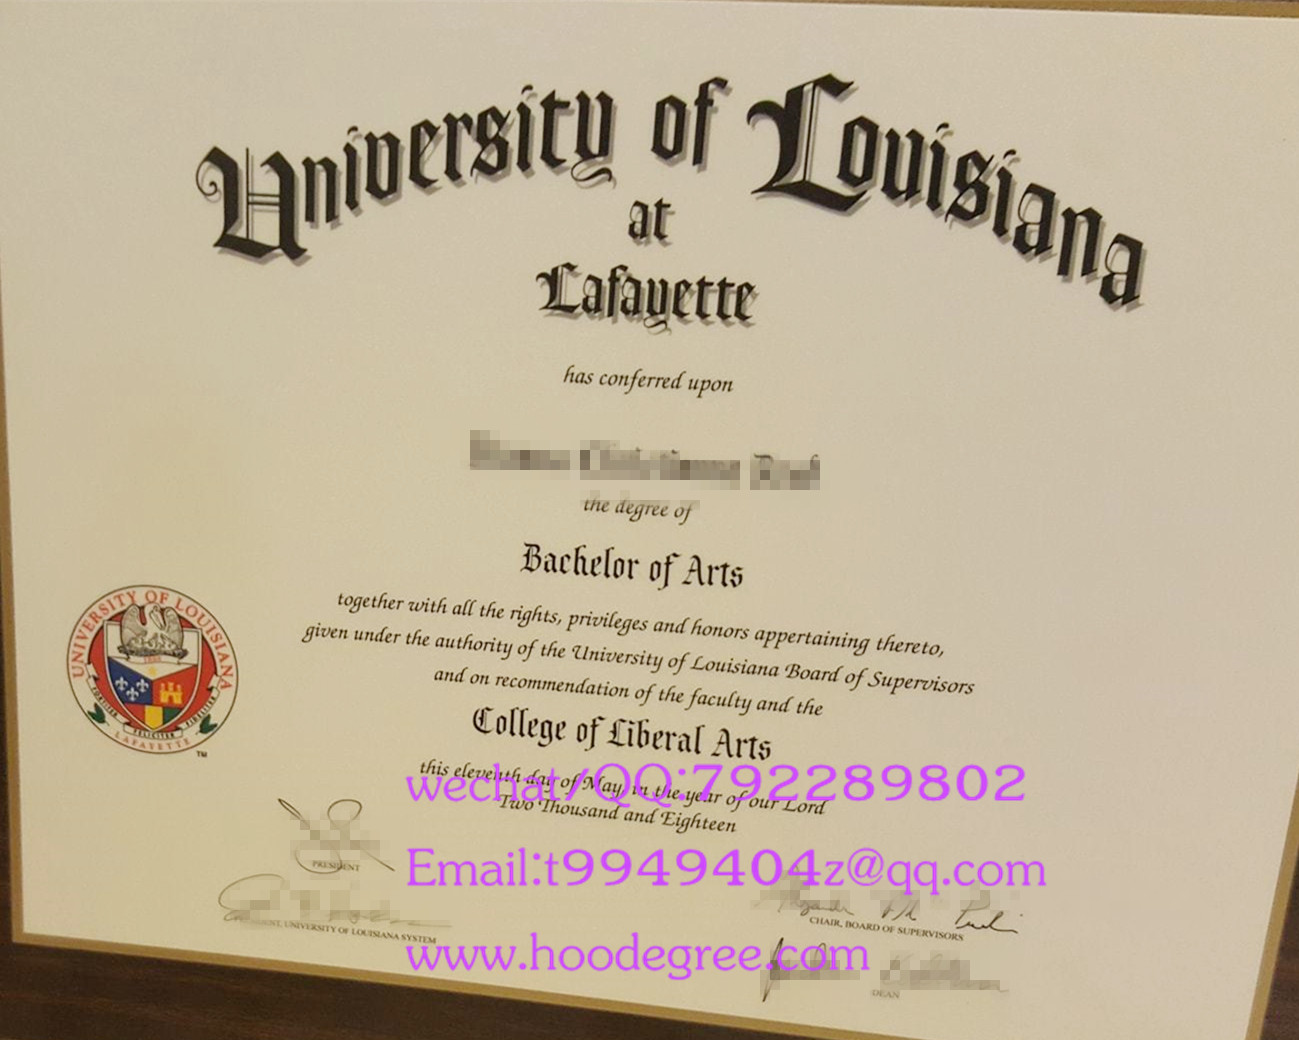 University of Louisiana
at
Lafayette
has conferred upon
the degree of
Bachelor of Arts
together with all the rights, privileges and honors appertaining thereto,
given under the authority of the University of Louisiana Board of Supervisors
and on recommendation of the faculty and the
College of Liberal Arts
this eleventh day of May, in the year of our Lord
Two Thousand and Eighteen
UNIVERSITY OF LOUISIANA
LAFAYETTE
TM
wechat/QQ:792289802
Email:t9949404z@qq.com
www.hoodegree.com
PRESIDENT
UNIVERSITY OF LOUISIANA SYSTEM
CHAIR, BOARD OF SUPERVISORS
DEAN